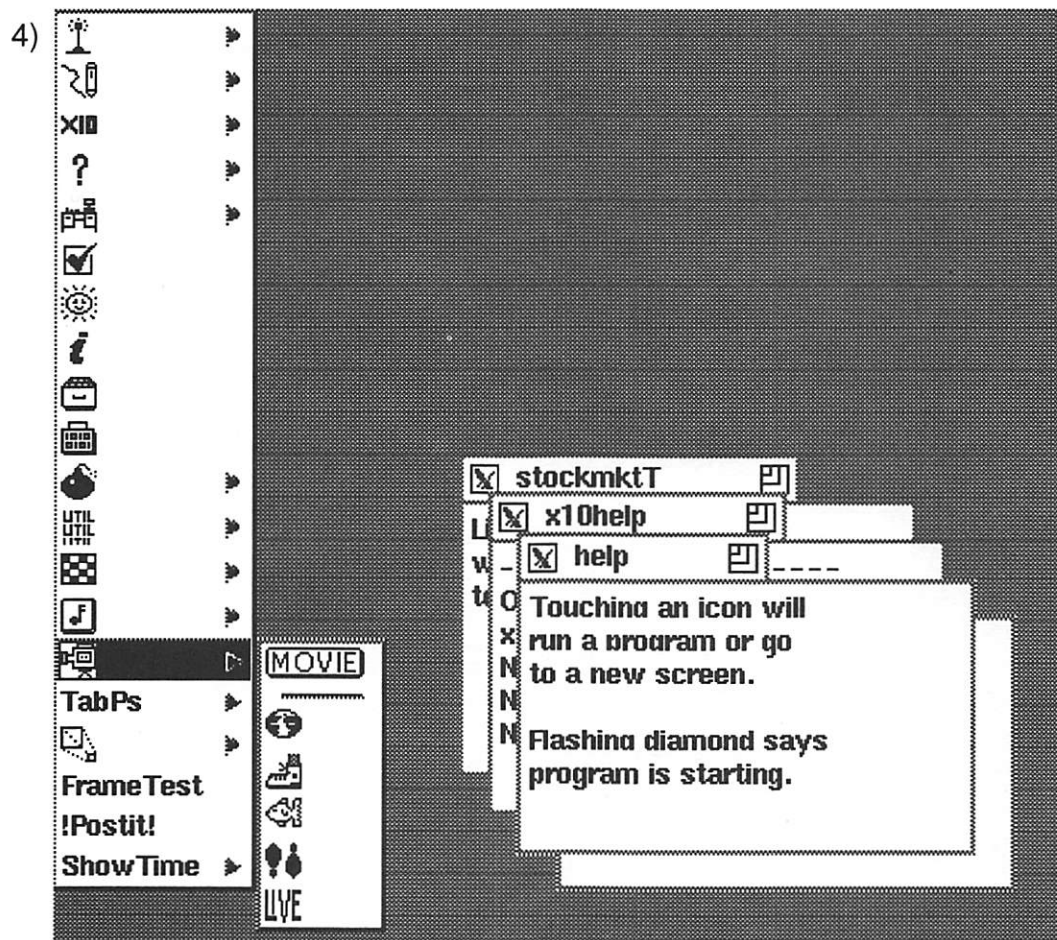 4)
X10
?
i
UTIL
UTIL
UTIL
TabPs
FrameTest
!Postit!
ShowTime
MOVIE
LIVE
stockmktT
x10help
help
Touching an icon will
run a program or go
to a new screen.
Flashing diamond says
program is starting.